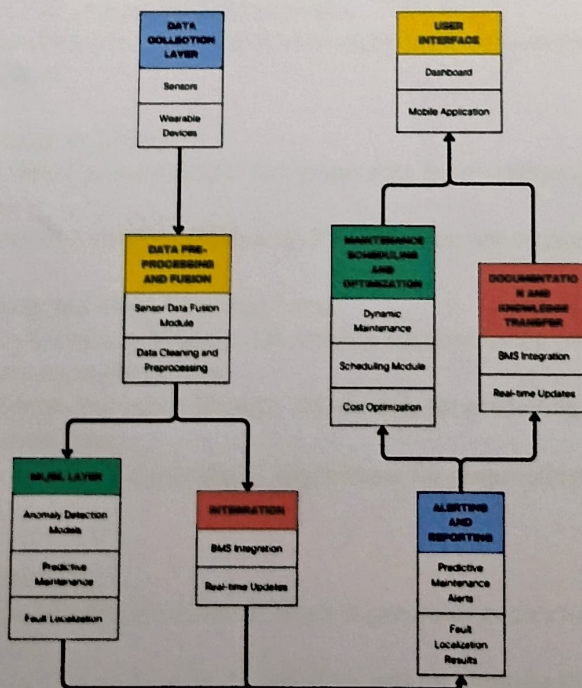 DATA
COLLECTION
LAYER
Sensors
Wearable
Devices
USER
INTERFACE
Dashboard
Mobile Application
DATA PRE-
PROCESSING
AND FUSION
Sensor Data Fusion
Module
Data Cleaning and
Preprocessing
MAINTENANCE
SCHEDULING
AND
OPTIMIZATION
Dynamic
Maintenance
Scheduling Module
Cost Optimization
DOCUMENTATIO
N AND
KNOWLEDGE
TRANSFER
BMS Integration
Real-time Updates
ML/DL LAYER
Anomaly Detection
Models
Predictive
Maintenance
Fault Localization
INTEGRATION
BMS Integration
Real-time Updates
ALERTING
AND
REPORTING
Predictive
Maintenance
Alerts
Fault
Localization
Results